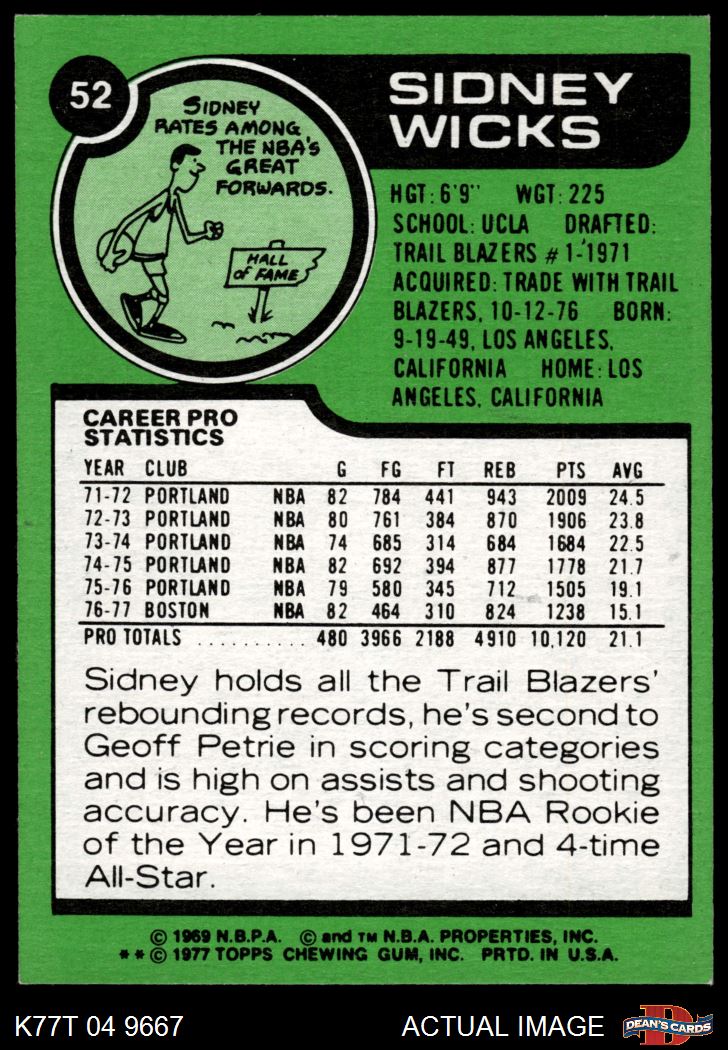 52
SIDNEY
RATES AMONG
THE NBA'S
GREAT
FORWARDS.
HALL
OF FAME
SIDNEY
WICKS
HGT: 6'9" WGT: 225
SCHOOL: UCLA DRAFTED:
TRAIL BLAZERS #1-1971
ACQUIRED: TRADE WITH TRAIL
BLAZERS, 10-12-76 BORN:
9-19-49, LOS ANGELES,
CALIFORNIA HOME: LOS
ANGELES, CALIFORNIA
CAREER PRO
STATISTICS
YEAR CLUB G FG FT REB PTS AVG
71-72 PORTLAND NBA 82 784 441 943 2009 24.5
72-73 PORTLAND NBA 80 761 384 870 1906 23.8
73-74 PORTLAND NBA 74 685 314 684 1684 22.5
74-75 PORTLAND NBA 82 692 394 877 1778 21.7
75-76 PORTLAND NBA 79 580 345 712 1505 19.1
76-77 BOSTON NBA 82 464 310 824 1238 15.1
PRO TOTALS .......... 480 3966 2188 4910 10,120 21.1
Sidney holds all the Trail Blazers'
rebounding records, he's second to
Geoff Petrie in scoring categories
and is high on assists and shooting
accuracy. He's been NBA Rookie
of the Year in 1971-72 and 4-time
All-Star.
© 1969 N.B.P.A. © and TM N.B.A. PROPERTIES, INC.
**© 1977 TOPPS CHEWING GUM, INC. PRTD. IN U.S.A.
K77T 04 9667 ACTUAL IMAGE D DEAN'S CARDS